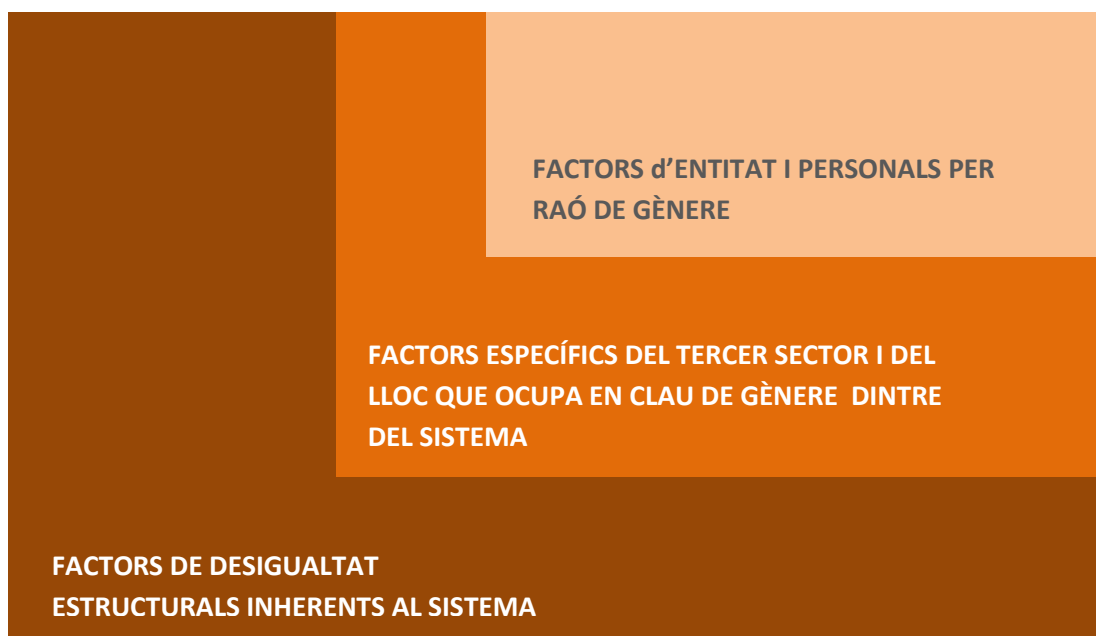 FACTORS d’ENTITAT I PERSONALS PER
RAÓ DE GÈNERE
FACTORS ESPECÍFICS DEL TERCER SECTOR I DEL
LLOC QUE OCUPA EN CLAU DE GÈNERE  DINTRE
DEL SISTEMA
FACTORS DE DESIGUALTAT
ESTRUCTURALS INHERENTS AL SISTEMA